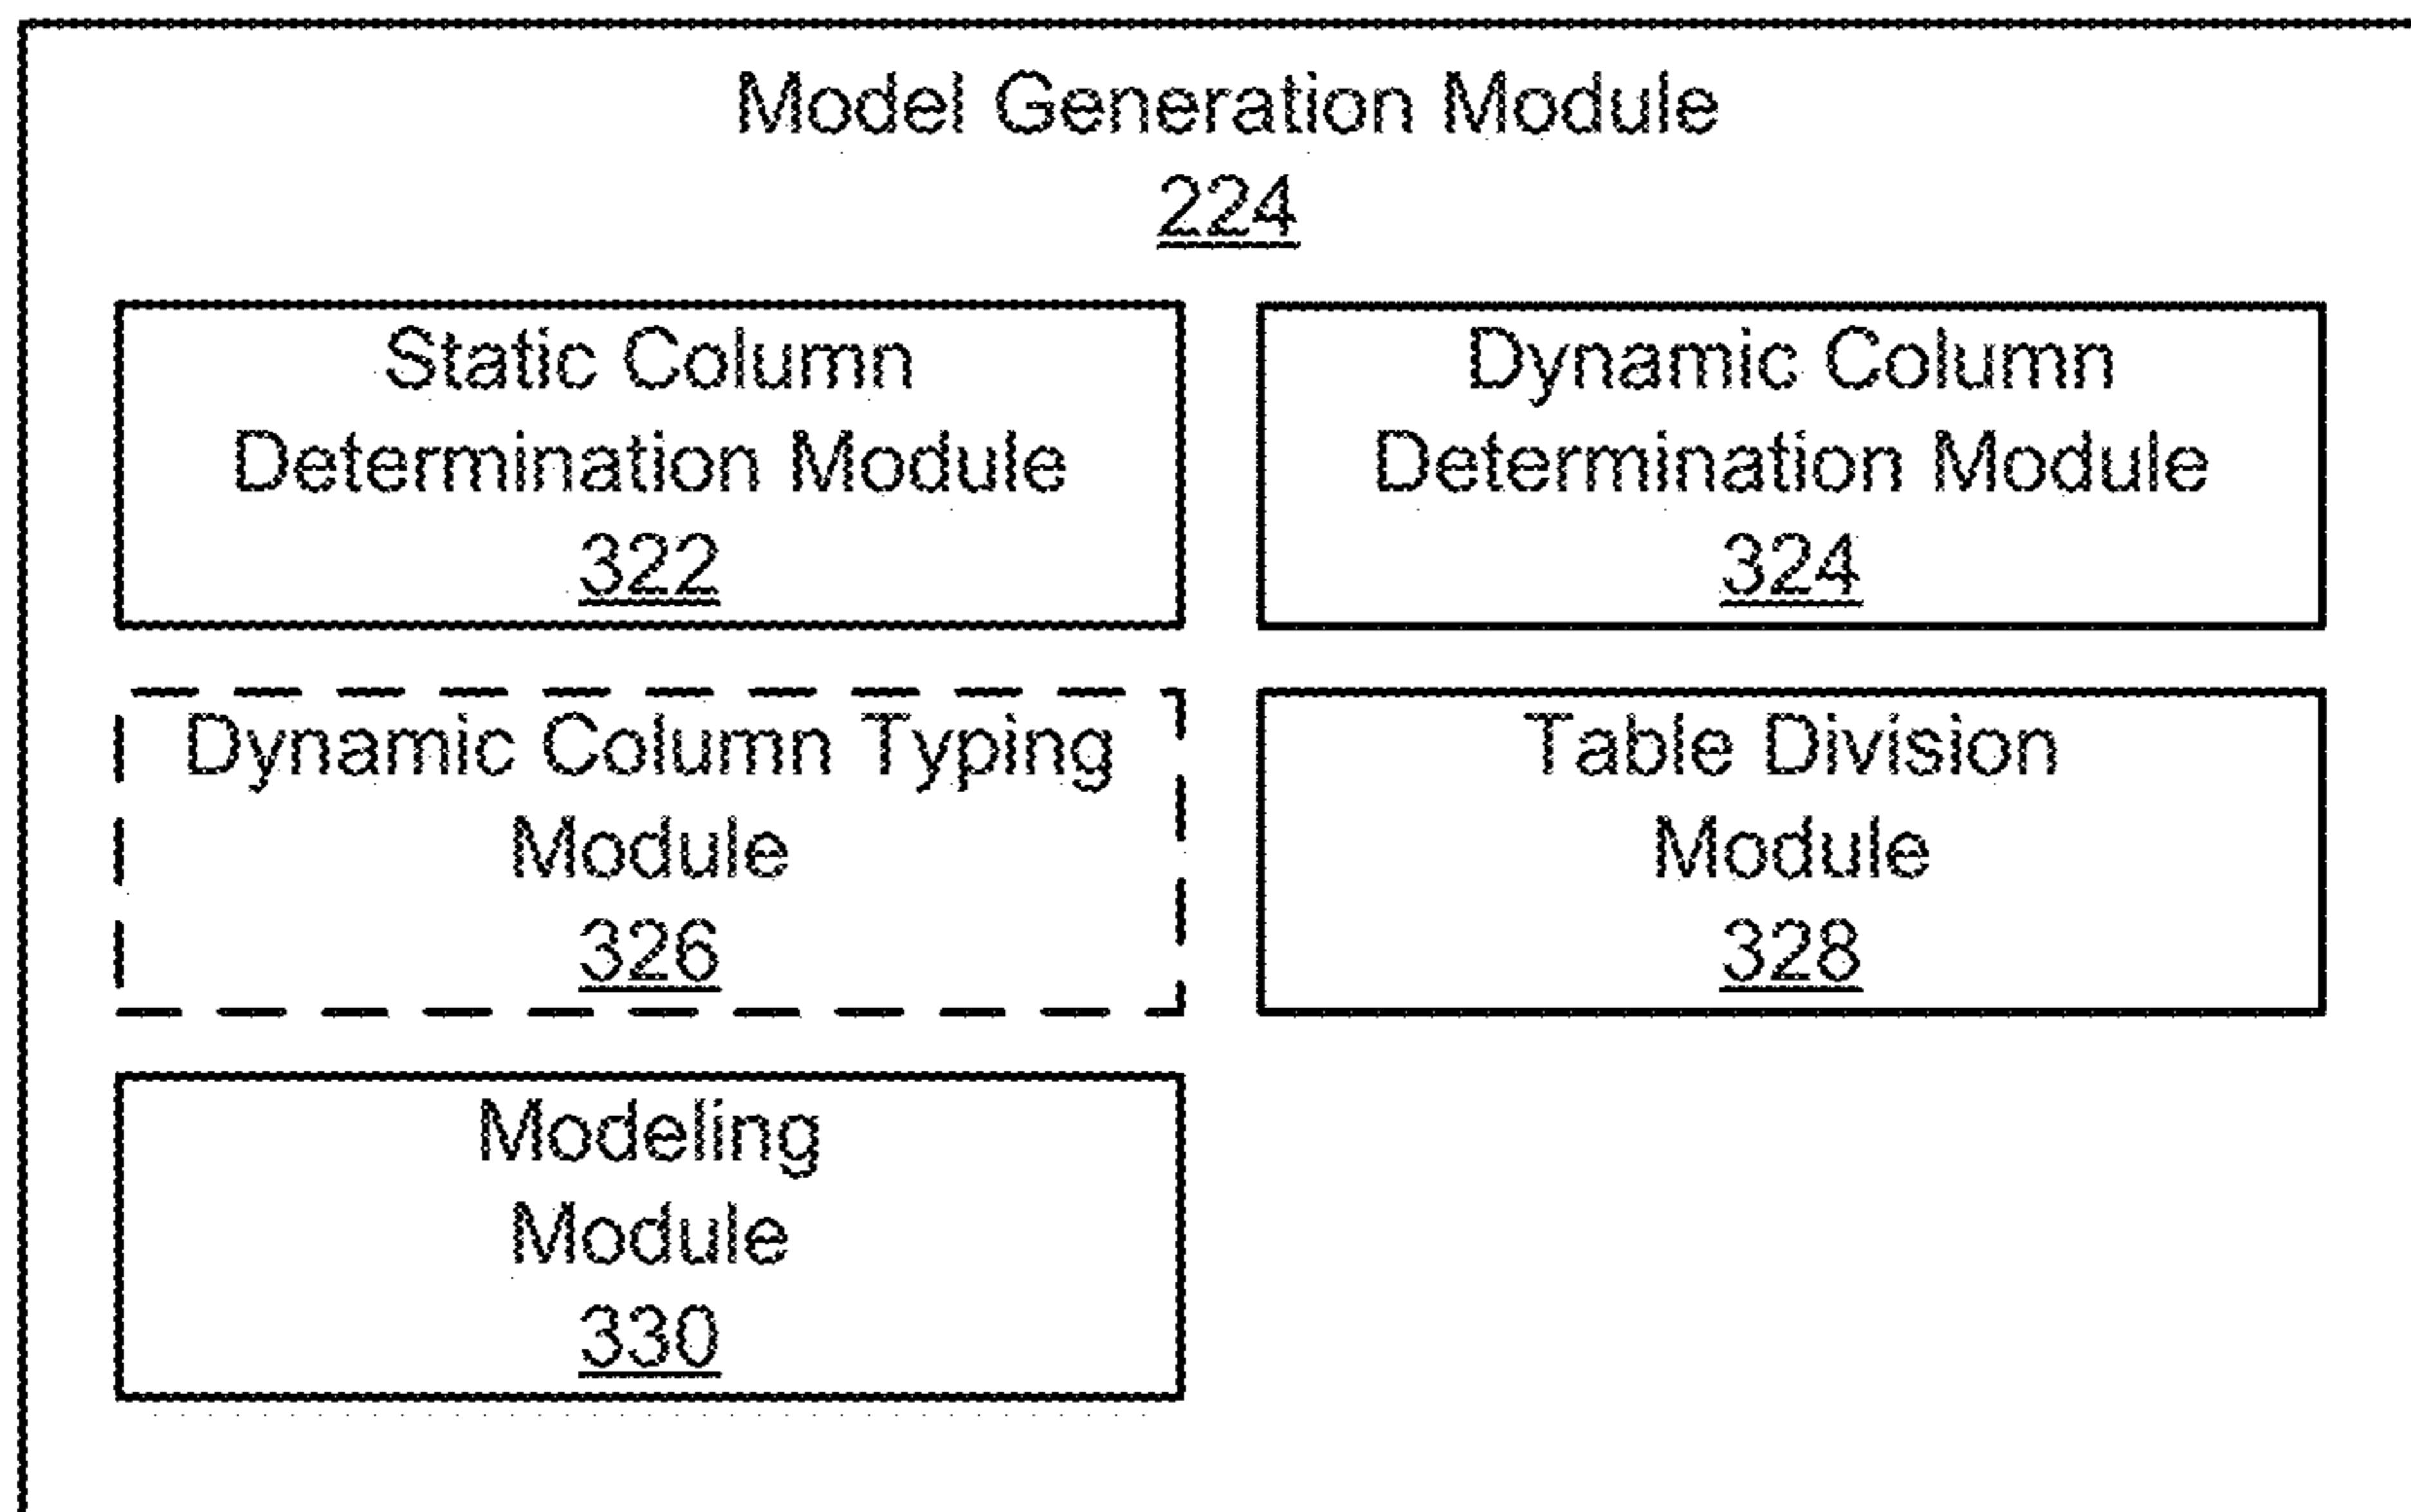 Model Generation Module
224
Static Column
Determination Module
322
Dynamic Column
Determination Module
324
Dynamic Column Typing
Module
326
Table Division
Module
328
Modeling
Module
330